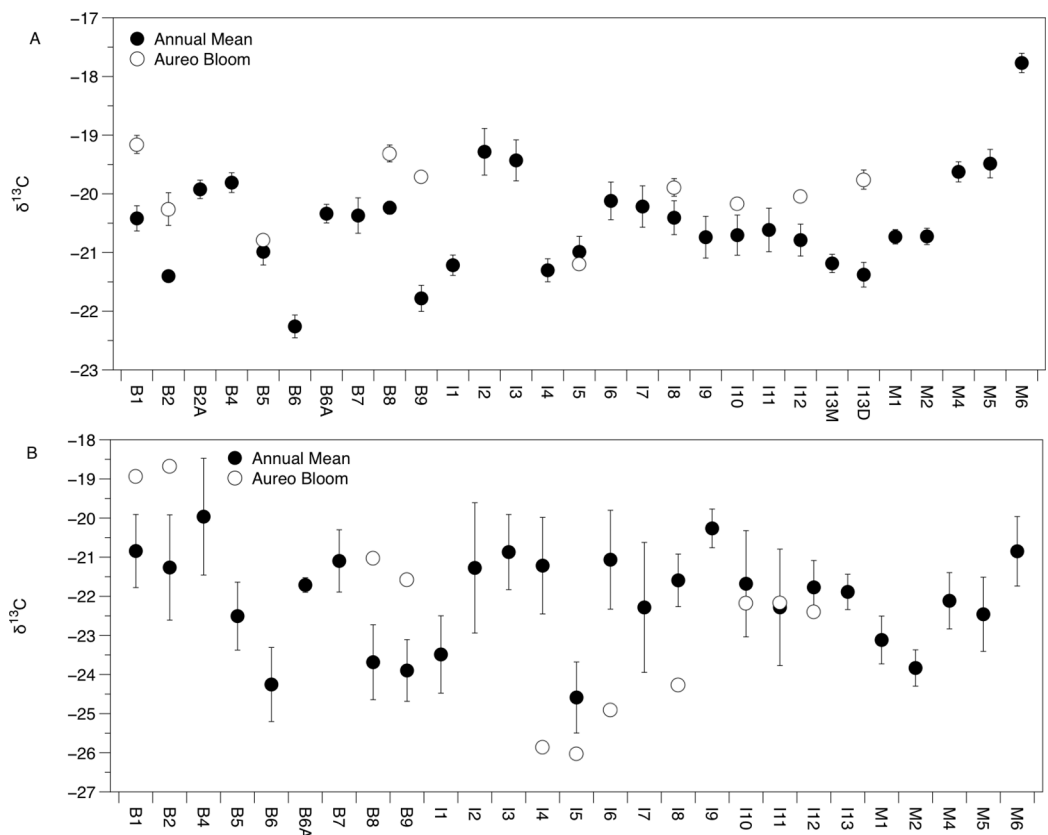 A
Annual Mean
Aureo Bloom
−17
−18
−19
−20
−21
−22
−23
δ13C
B1 B2 B2A B4 B5 B6 B6A B7 B8 B9 I1 I2 I3 I4 I5 I6 I7 I8 I9 I10 I11 I12 I13M I13D M1 M2 M4 M5 M6
B
Annual Mean
Aureo Bloom
−18
−19
−20
−21
−22
−23
−24
−25
−26
−27
δ13C
B1 B2 B4 B5 B6 B6A B7 B8 B9 I1 I2 I3 I4 I5 I6 I7 I8 I9 I10 I11 I12 I13 M1 M2 M4 M5 M6